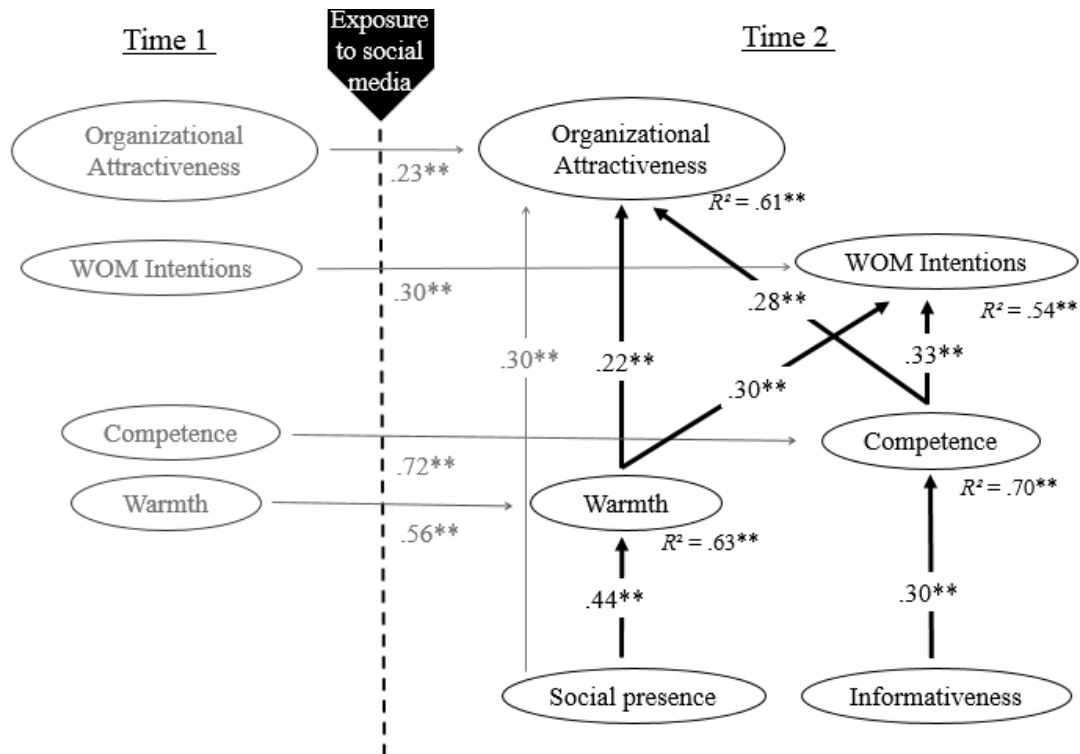 Time 1
Exposure
to social
media
Time 2
Organizational
Attractiveness
.23**
Organizational
Attractiveness
R² = .61**
WOM Intentions
.30**
WOM Intentions
R² = .54**
.28**
.30**
.22**
.30**
.33**
Competence
.72**
Competence
R² = .70**
Warmth
.56**
Warmth
R² = .63**
.44**
.30**
Social presence
Informativeness